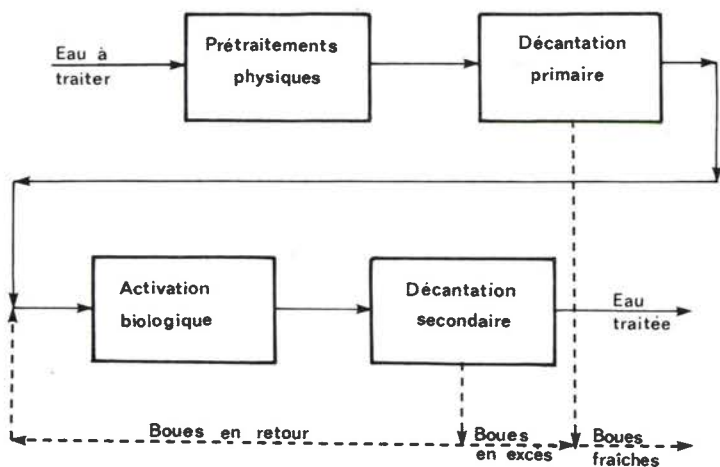 Eau à
traiter
Prétraitements
physiques
Décantation
primaire
Activation
biologique
Décantation
secondaire
Eau
traitée
Boues en retour
Boues
en excès
Boues
fraîches